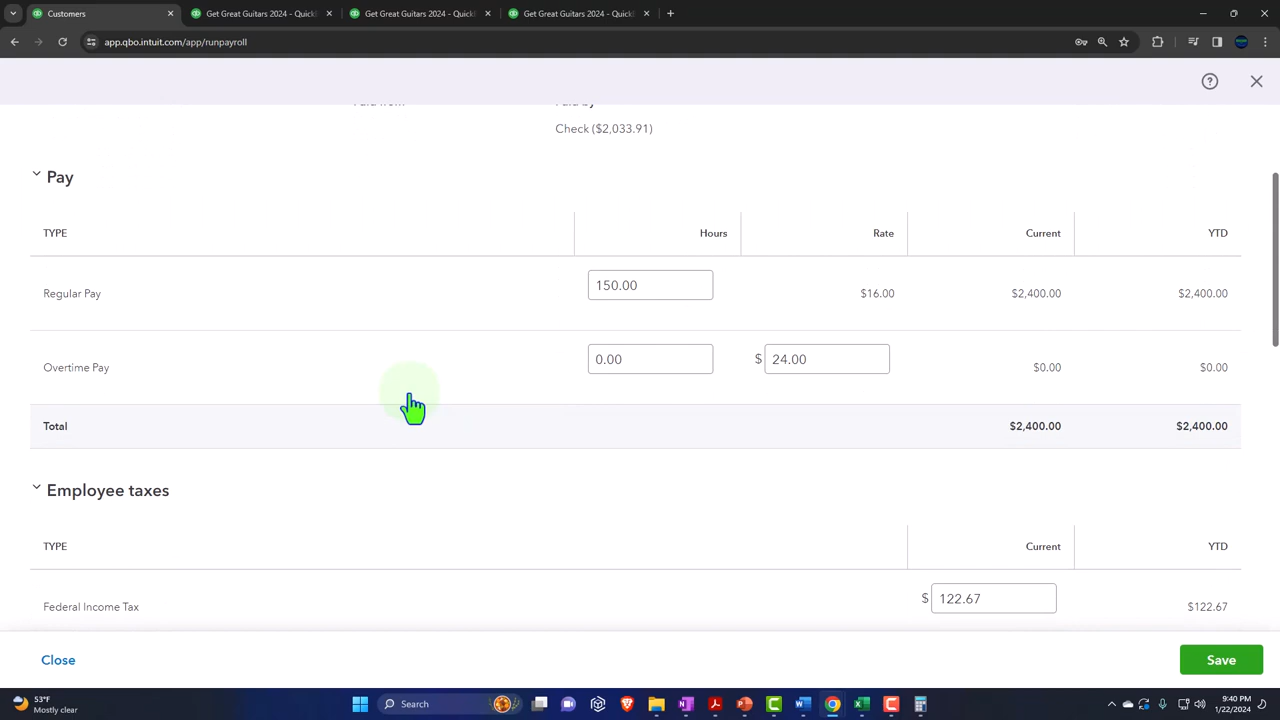 Customers
Get Great Guitars 2024 - QuickB
Get Great Guitars 2024 - QuickB
Get Great Guitars 2024 - QuickB
app.qbo.intuit.com/app/runpayroll
Check ($2,033.91)
Pay
TYPE Hours Rate Current YTD
Regular Pay 150.00 $16.00 $2,400.00 $2,400.00
Overtime Pay 0.00 $ 24.00 $0.00 $0.00
Total $2,400.00 $2,400.00
Employee taxes
TYPE Current YTD
Federal Income Tax $ 122.67 $122.67
Close Save
53°F
Mostly clear
Search
9:40 PM
1/22/2024